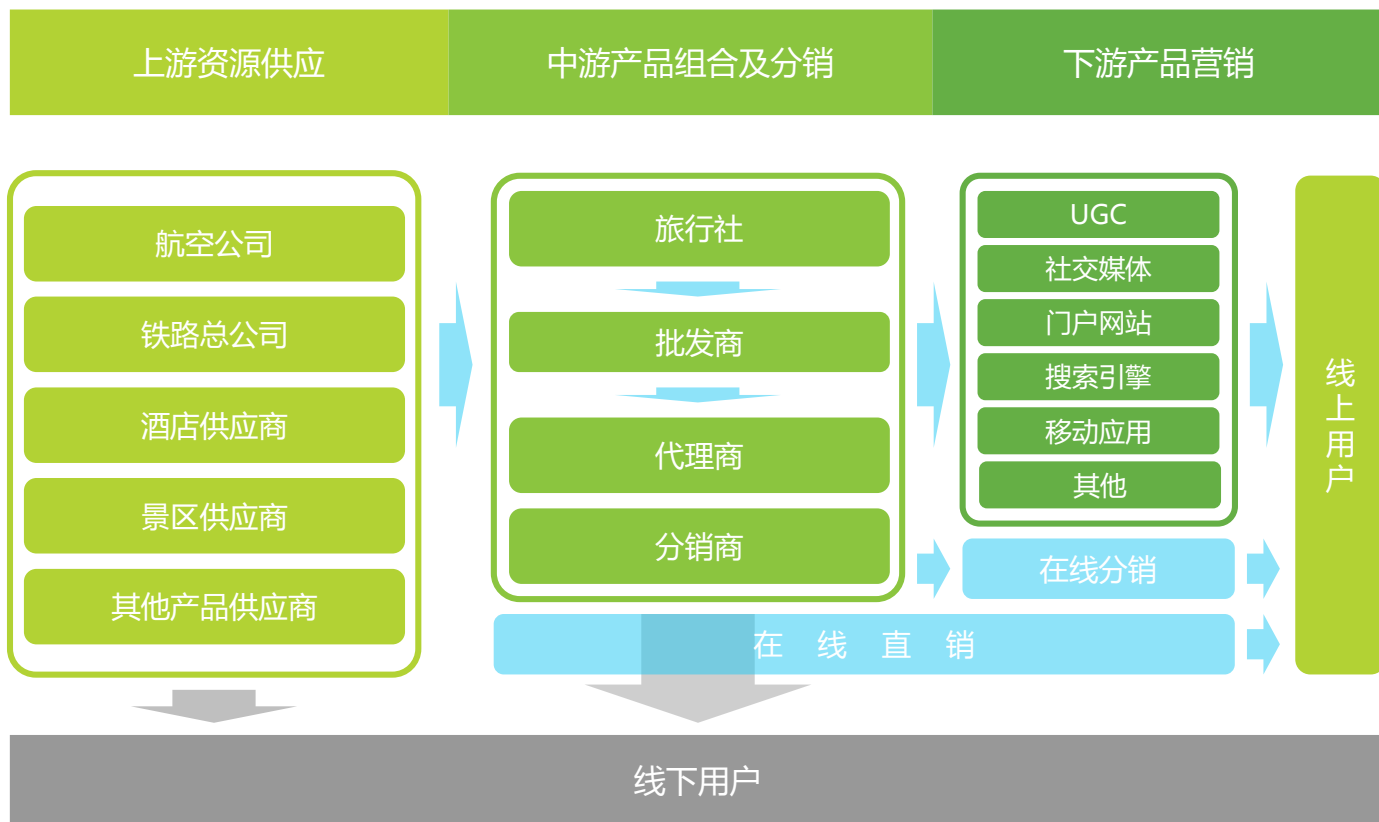 上游资源供应
中游产品组合及分销
下游产品营销
航空公司
铁路总公司
酒店供应商
景区供应商
其他产品供应商
旅行社
批发商
代理商
分销商
UGC
社交媒体
门户网站
搜索引擎
移动应用
其他
在线分销
在线直销
线上用户
线下用户